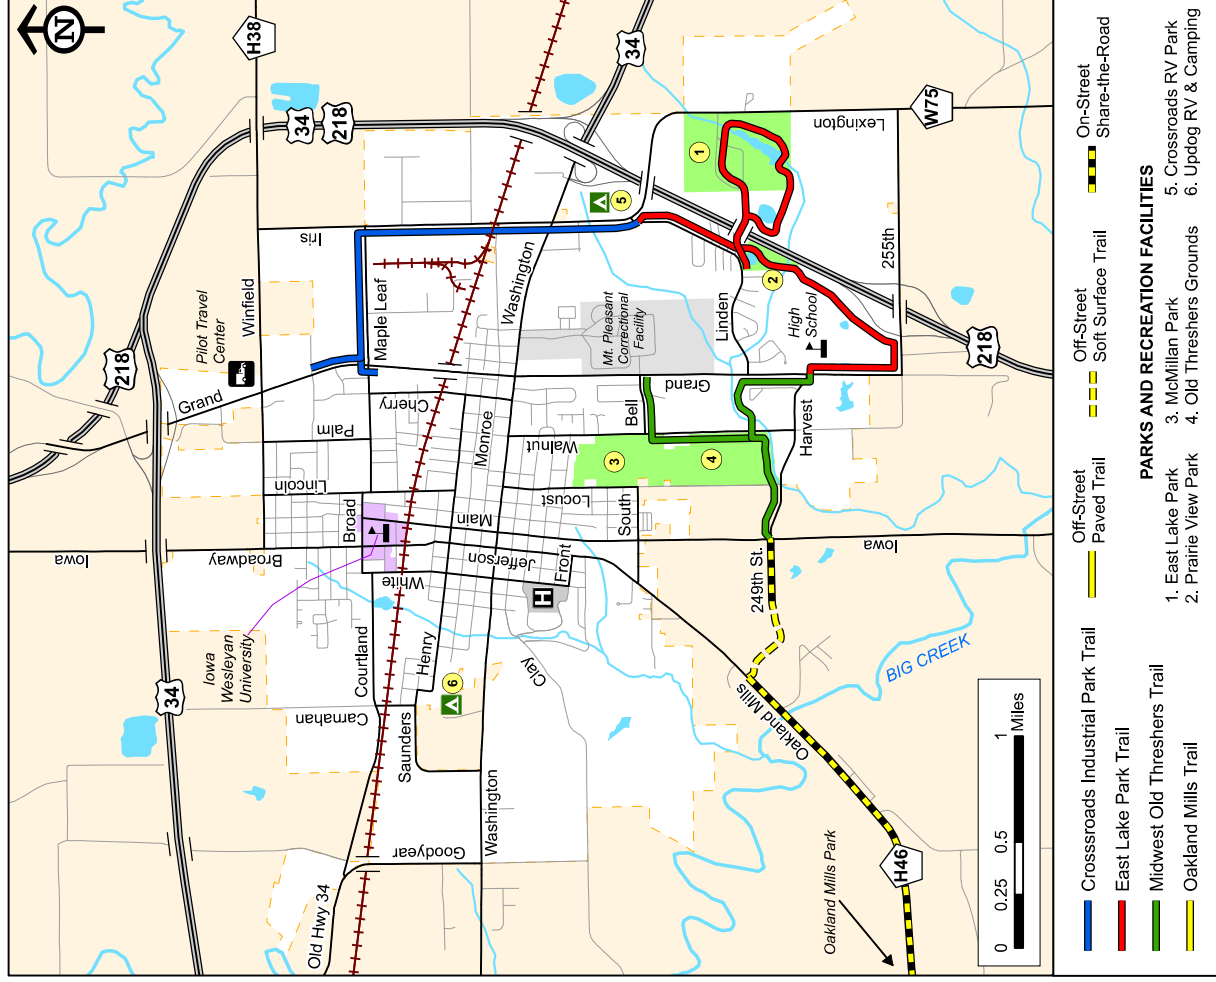 N
H38
34
34
218
218
Pilot Travel
Center
Winfield
Grand
Iris
Maple Leaf
Palm
Cherry
Lincoln
Broad
Iowa
Broadway
Iowa
Wesleyan
University
34
Courtland
White
Carnahan
Saunders
Henry
6
Old Hwy 34
Goodyear
Washington
Washington
Monroe
Main
Jefferson
Front
H
Clay
Walnut
Locust
South
Bell
Grand
Mt. Pleasant
Correctional
Facility
5
1
2
3
4
Linden
High
School
Harvest
Lexington
W75
255th
218
Iowa
249th St.
Oakland Mills
BIG CREEK
Oakland Mills Park
H46
0
0.25
0.5
1
Miles
Crosssroads Industrial Park Trail
East Lake Park Trail
Midwest Old Threshers Trail
Oakland Mills Trail
Off-Street
Paved Trail
Off-Street
Soft Surface Trail
On-Street
Share-the-Road
PARKS AND RECREATION FACILITIES
1. East Lake Park
2. Prairie View Park
3. McMillan Park
4. Old Threshers Grounds
5. Crossroads RV Park
6. Updog RV & Camping